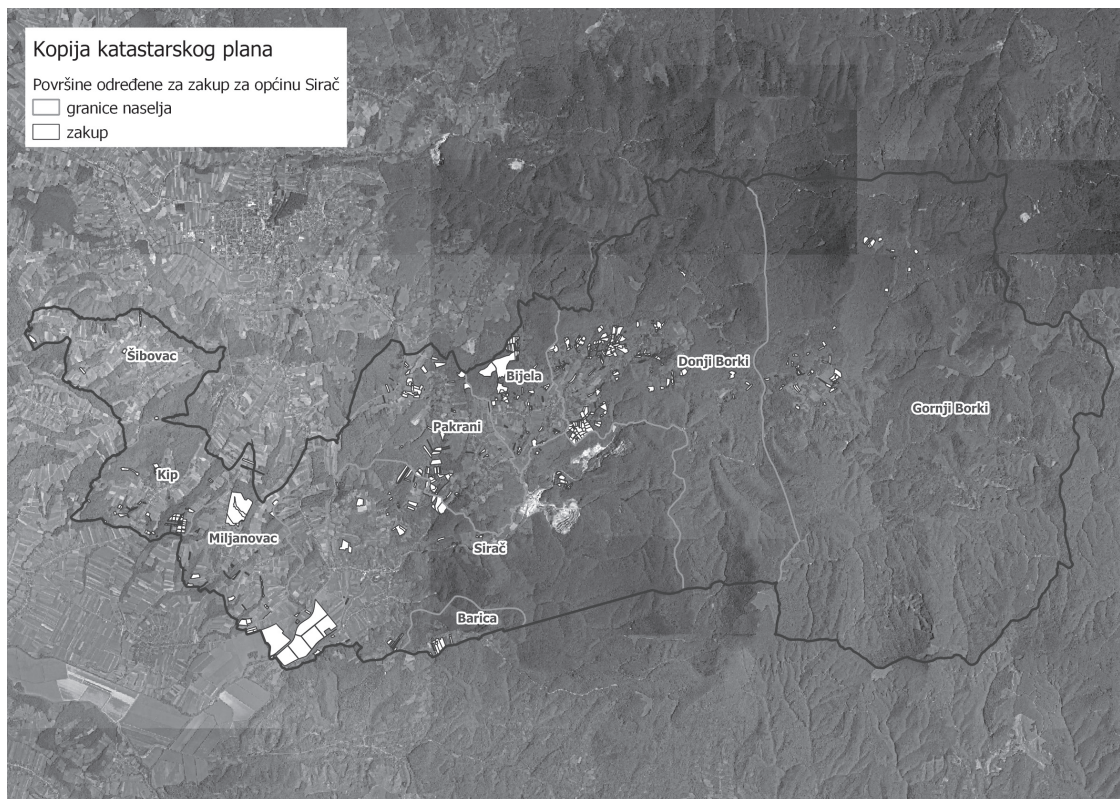 Kopija katastarskog plana
Površine određene za zakup za općinu Sirač
granice naselja
zakup
Šibovac
Bijela
Donji Borki
Gornji Borki
Pakrani
Kip
Miljanovac
Sirač
Barica